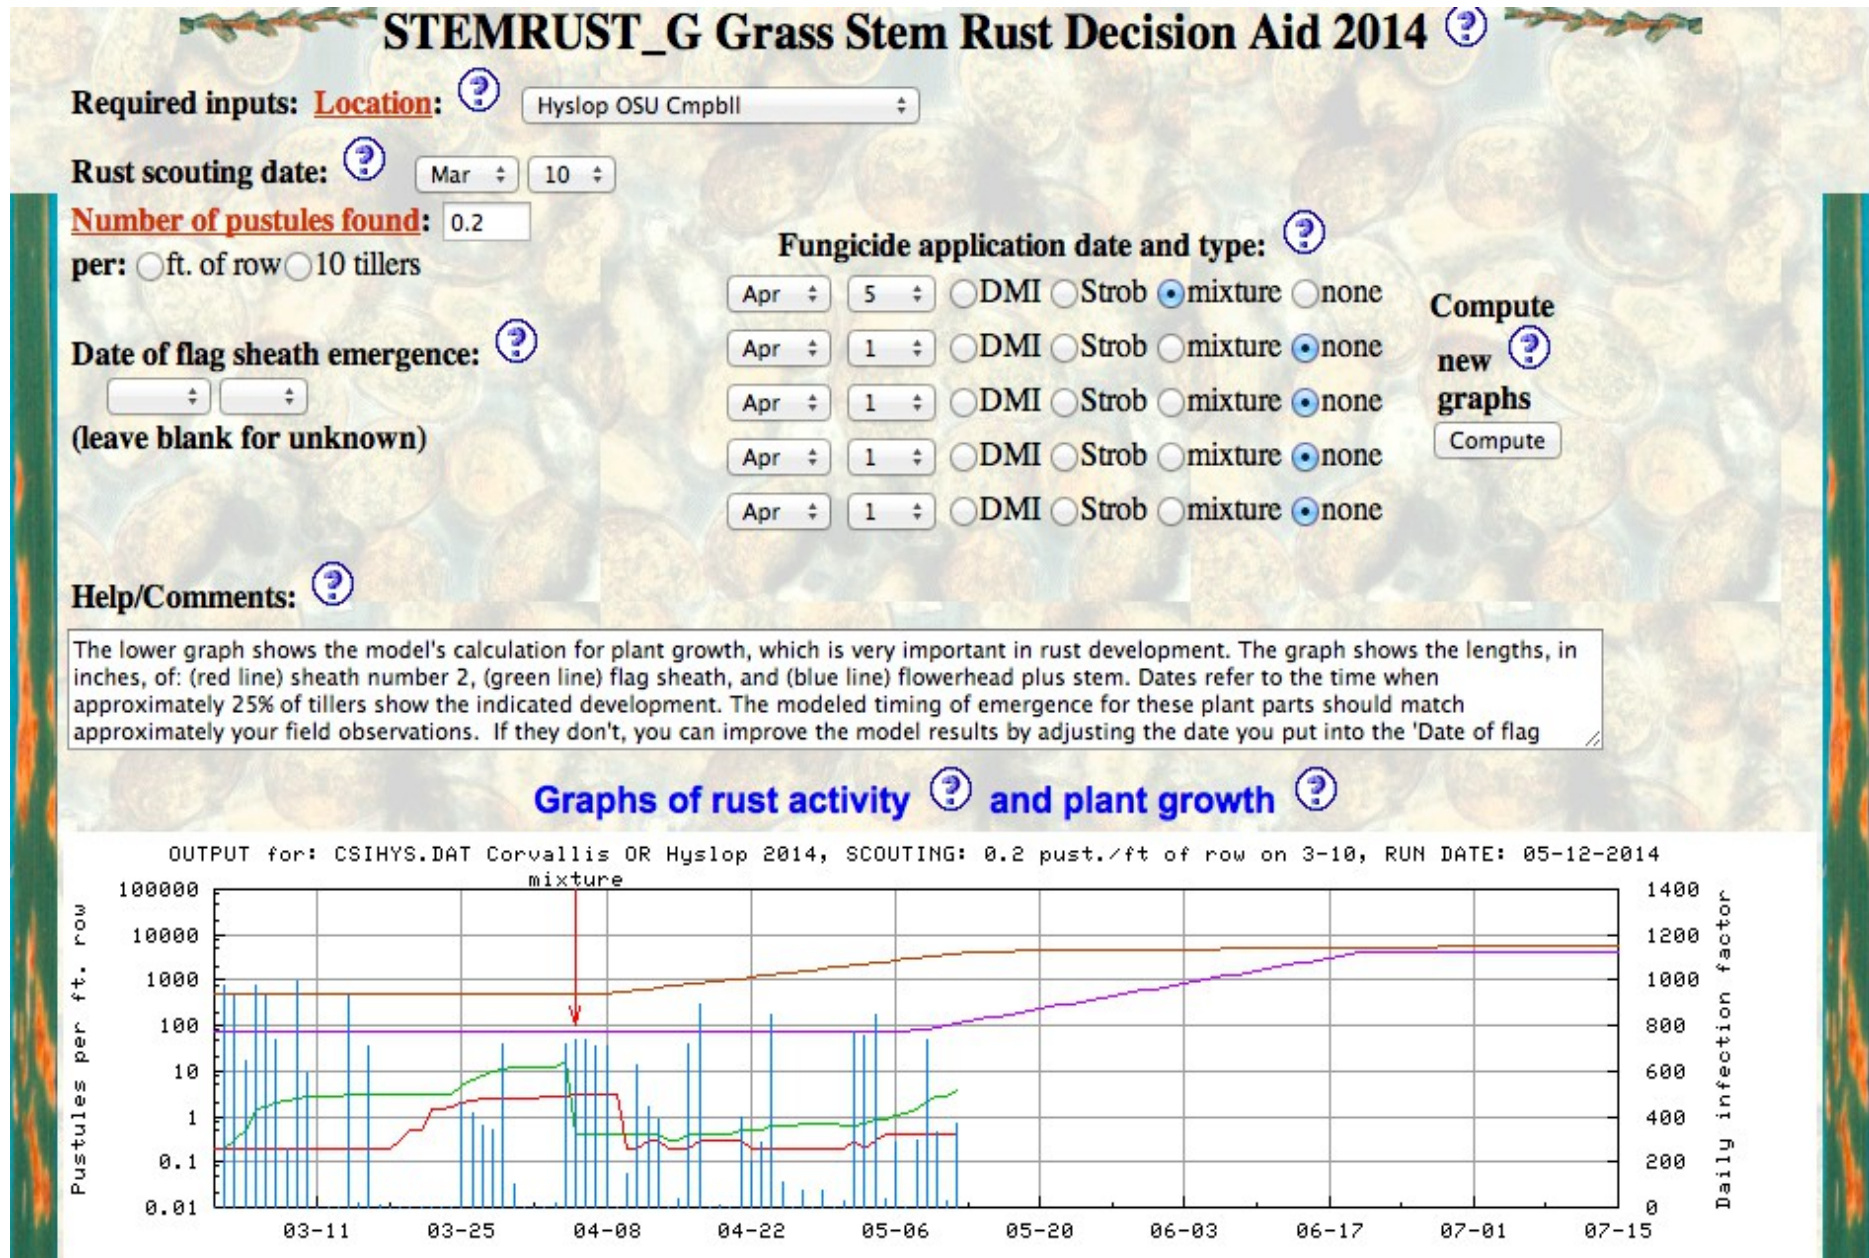 STEMRUST_G Grass Stem Rust Decision Aid 2014 ?
Required inputs: Location: ? Hyslop OSU Cmpbll
Rust scouting date: ? Mar 10
Number of pustules found: 0.2
per: ft. of row 10 tillers
Date of flag sheath emergence: ?
(leave blank for unknown)
Fungicide application date and type: ?
Apr 5 DMI Strob mixture none
Apr 1 DMI Strob mixture none
Apr 1 DMI Strob mixture none
Apr 1 DMI Strob mixture none
Apr 1 DMI Strob mixture none
Compute
new ?
graphs
Compute
Help/Comments: ?
The lower graph shows the model's calculation for plant growth, which is very important in rust development. The graph shows the lengths, in
inches, of: (red line) sheath number 2, (green line) flag sheath, and (blue line) flowerhead plus stem. Dates refer to the time when
approximately 25% of tillers show the indicated development. The modeled timing of emergence for these plant parts should match
approximately your field observations.  If they don't, you can improve the model results by adjusting the date you put into the 'Date of flag
Graphs of rust activity ? and plant growth ?
OUTPUT for: CSIHYS.DAT Corvallis OR Hyslop 2014, SCOUTING: 0.2 pust./ft of row on 3-10, RUN DATE: 05-12-2014
mixture
Pustules per ft. row
100000
10000
1000
100
10
1
0.1
0.01
1400
1200
1000
800
600
400
200
0
Daily infection factor
03-11 03-25 04-08 04-22 05-06 05-20 06-03 06-17 07-01 07-15